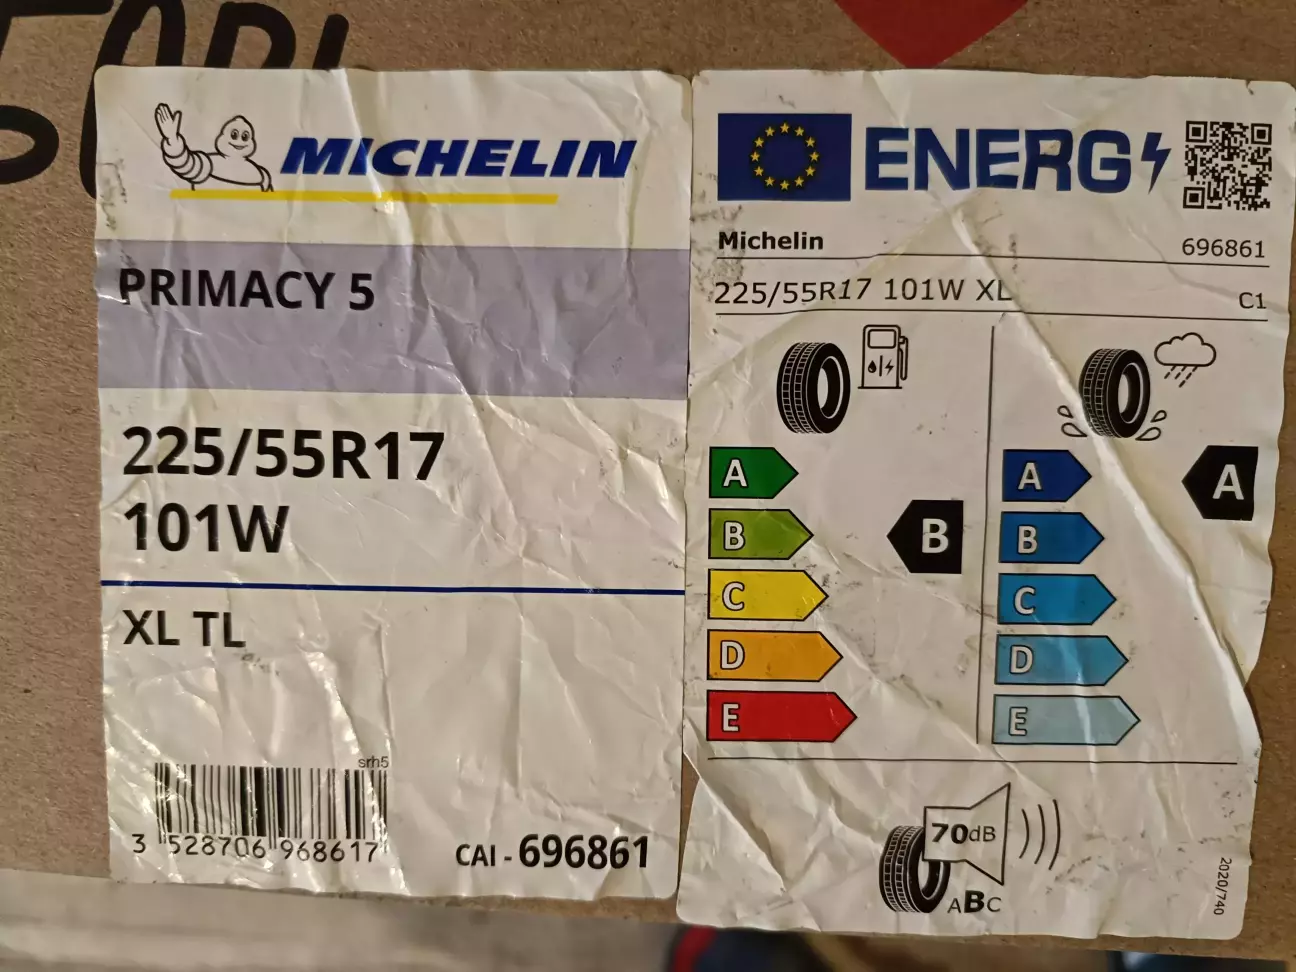 MICHELIN
PRIMACY 5
225/55R17
101W
XL TL
srh5
3 528706 968617
CAI - 696861
ENERG
Michelin
696861
225/55R17 101W XL
C1
A
B
C
D
E
B
A
B
C
D
E
A
70dB
ABC
2020/740